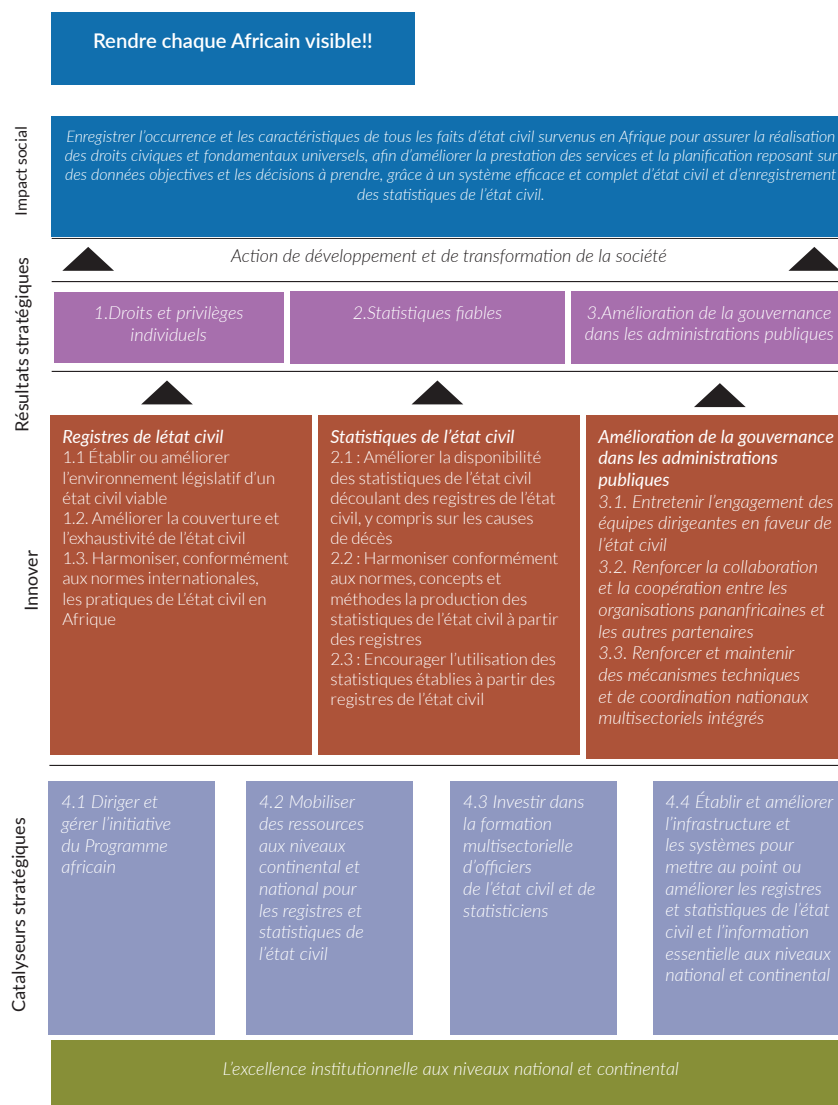 Rendre chaque Africain visible!!
Impact social
Enregistrer l'occurrence et les caractéristiques de tous les faits d'état civil survenus en Afrique pour assurer la réalisation
des droits civiques et fondamentaux universels, afin d'améliorer la prestation des services et la planification reposant sur
des données objectives et les décisions à prendre, grâce à un système efficace et complet d'état civil et d'enregistrement
des statistiques de l'état civil.
Résultats stratégiques
Action de développement et de transformation de la société
1.Droits et privilèges
individuels
2.Statistiques fiables
3.Amélioration de la gouvernance
dans les administrations publiques
Innover
Registres de létat civil
1.1 Établir ou améliorer
l'environnement législatif d'un
état civil viable
1.2. Améliorer la couverture et
l'exhaustivité de l'état civil
1.3. Harmoniser, conformément
aux normes internationales,
les pratiques de L'état civil en
Afrique
Statistiques de l'état civil
2.1 : Améliorer la disponibilité
des statistiques de l'état civil
découlant des registres de l'état
civil, y compris sur les causes
de décès
2.2 : Harmoniser conformément
aux normes, concepts et
méthodes la production des
statistiques de l'état civil à partir
des registres
2.3 : Encourager l'utilisation des
statistiques établies à partir des
registres de l'état civil
Amélioration de la gouvernance
dans les administrations
publiques
3.1. Entretenir l'engagement des
équipes dirigeantes en faveur de
l'état civil
3.2. Renforcer la collaboration
et la coopération entre les
organisations pananfricaines et
les autres partenaires
3.3. Renforcer et maintenir
des mécanismes techniques
et de coordination nationaux
multisectoriels intégrés
Catalyseurs stratégiques
4.1 Diriger et
gérer l'initiative
du Programme
africain
4.2 Mobiliser
des ressources
aux niveaux
continental et
national pour
les registres et
statistiques de
l'état civil
4.3 Investir dans
la formation
multisectorielle
d'officiers
de l'état civil et de
statisticiens
4.4 Établir et améliorer
l'infrastructure et
les systèmes pour
mettre au point ou
améliorer les registres
et statistiques de l'état
civil et l'information
essentielle aux niveaux
national et continental
L'excellence institutionnelle aux niveaux national et continental